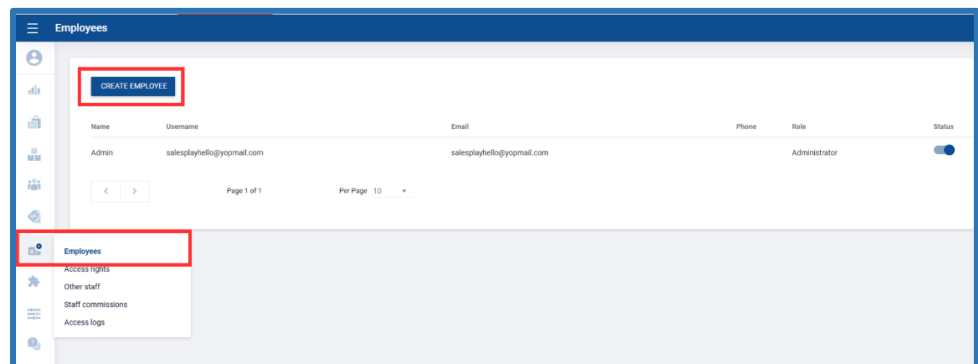 Employees
CREATE EMPLOYEE
Name Username Email Phone Role Status
Admin salesplayhello@yopmail.com salesplayhello@yopmail.com Administrator
Page 1 of 1 Per Page 10
Employees
Access rights
Other staff
Staff commissions
Access logs